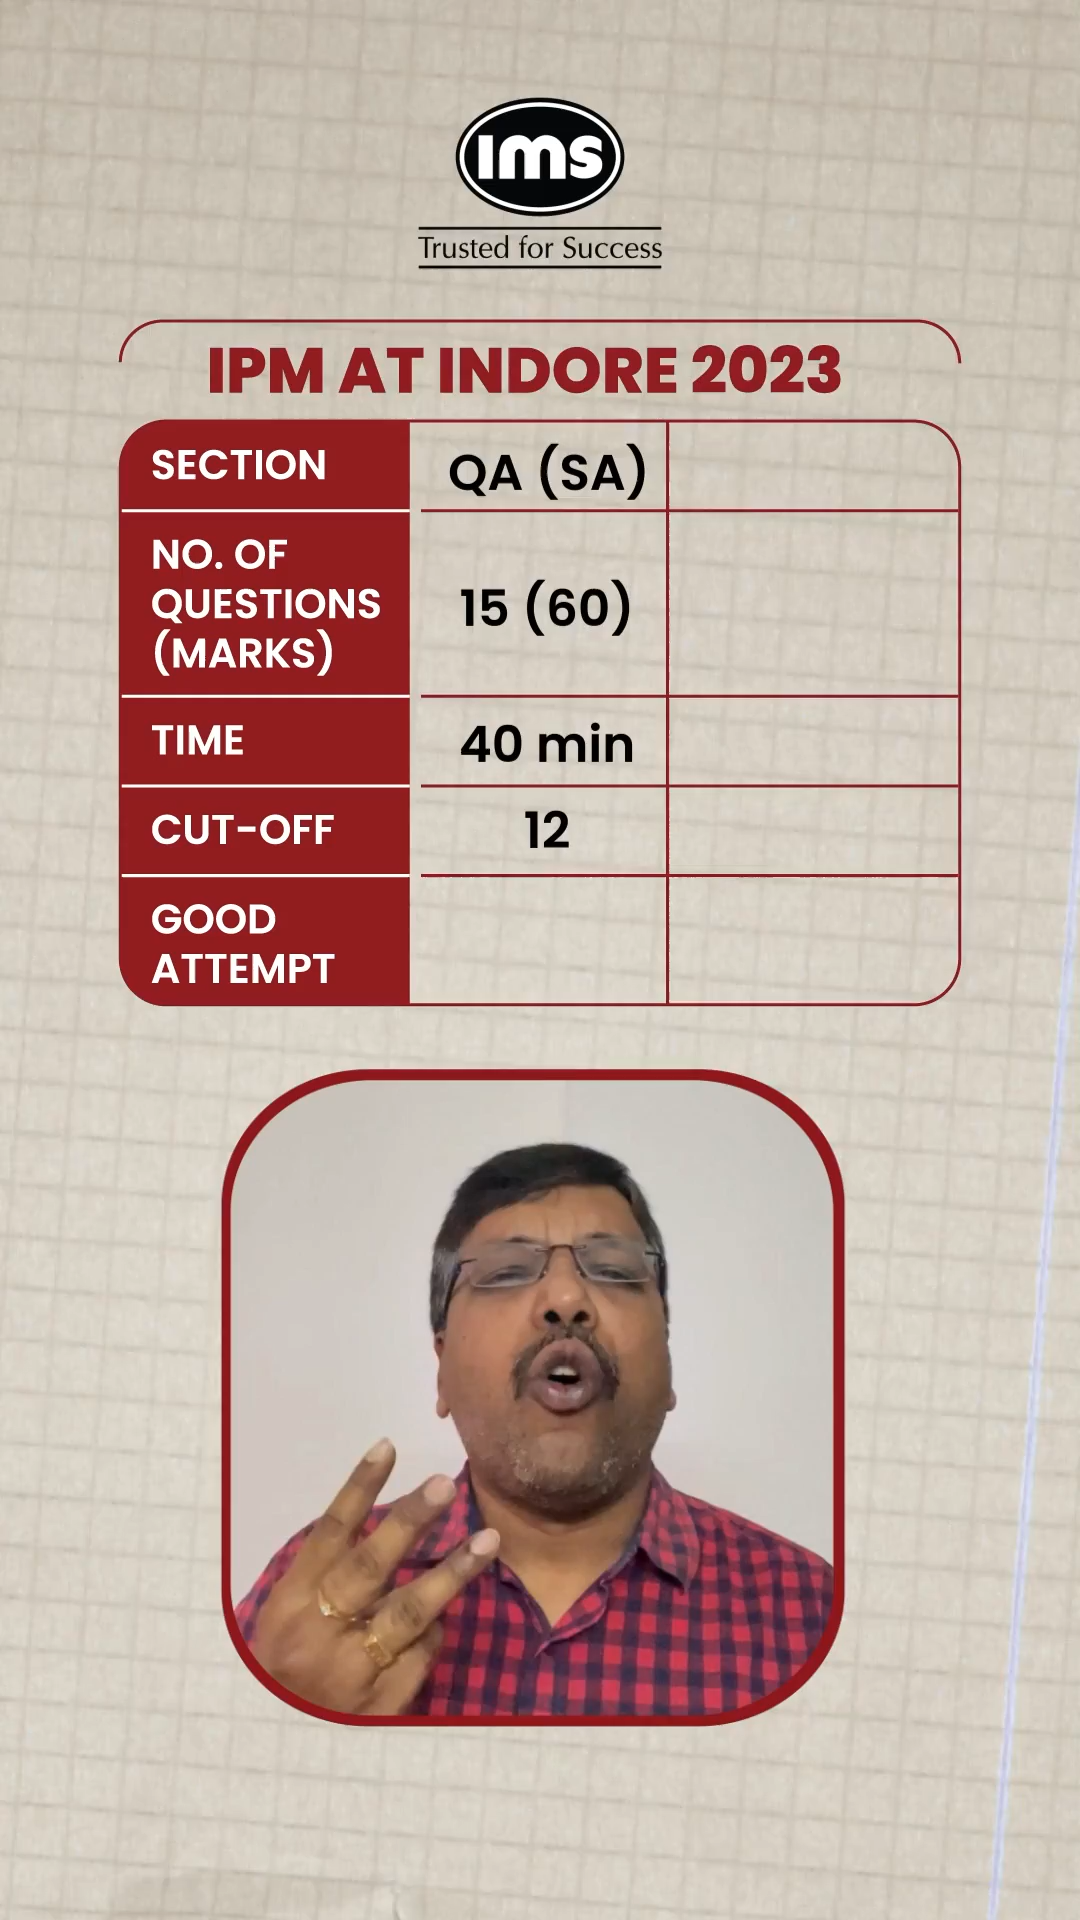 ims
Trusted for Success
IPM AT INDORE 2023
SECTION
QA (SA)
NO. OF
QUESTIONS
(MARKS)
15 (60)
TIME
40 min
CUT-OFF
12
GOOD
ATTEMPT